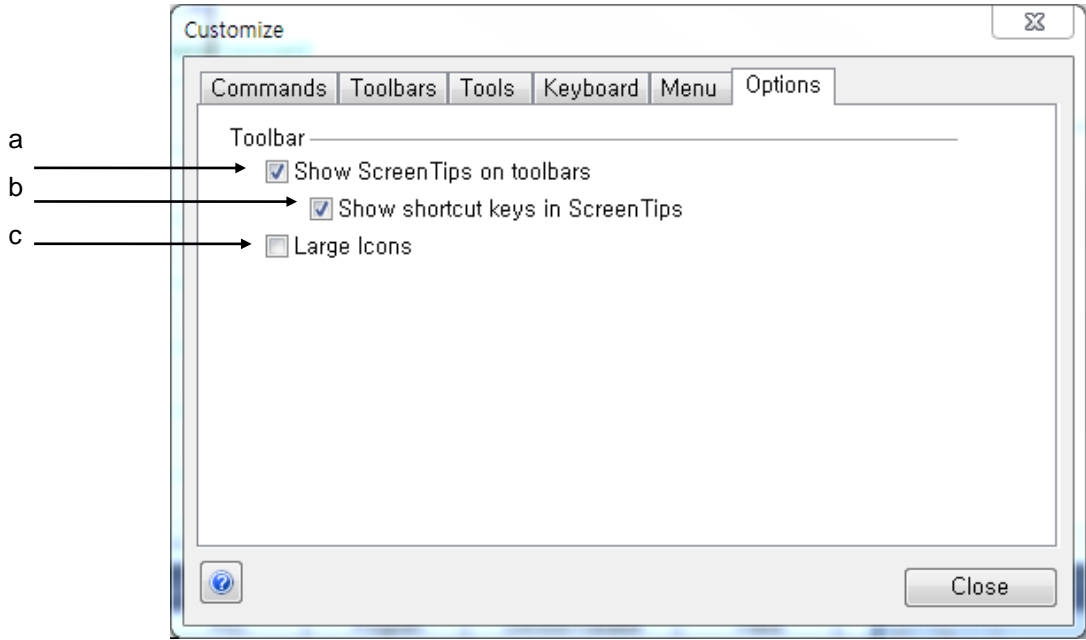 Customize
Commands Toolbars Tools Keyboard Menu Options
Toolbar
a
Show ScreenTips on toolbars
b
Show shortcut keys in ScreenTips
c
Large Icons
Close